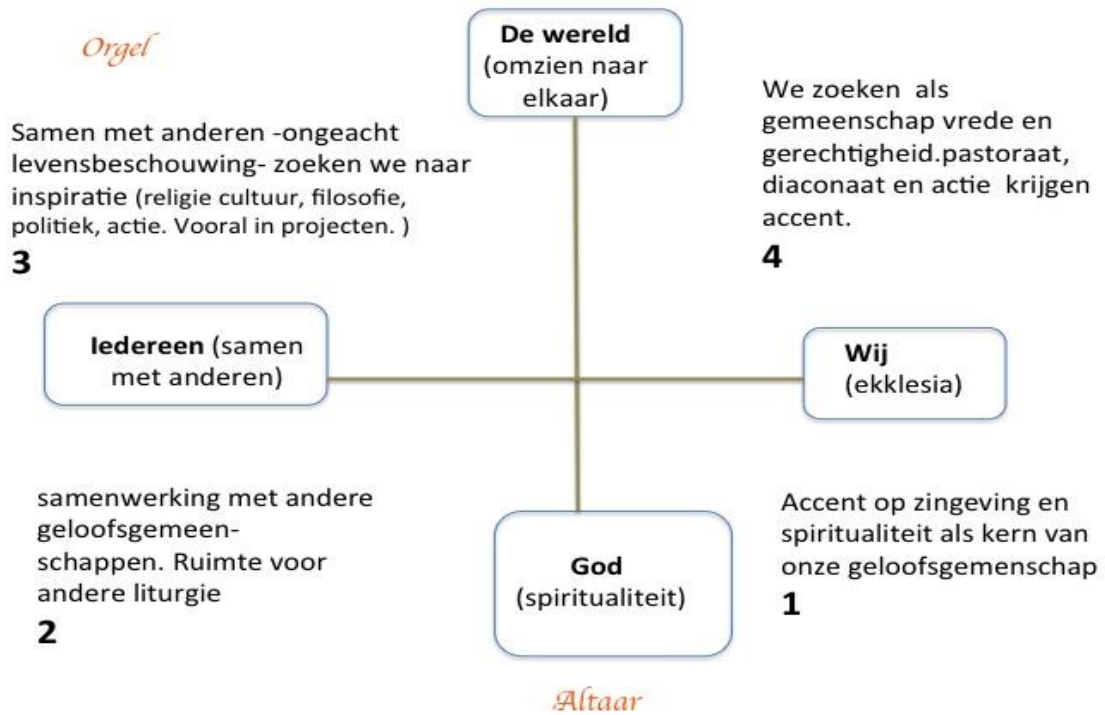 Orgel
De wereld
(omzien naar
elkaar)
Samen met anderen -ongeacht
levensbeschouwing- zoeken we naar
inspiratie (religie cultuur, filosofie,
politiek, actie. Vooral in projecten. )
3
We zoeken als
gemeenschap vrede en
gerechtigheid.pastoraat,
diaconaat en actie krijgen
accent.
4
Iedereen (samen
met anderen)
Wij
(ekklesia)
samenwerking met andere
geloofsgemeen-
schappen. Ruimte voor
andere liturgie
2
God
(spiritualiteit)
Accent op zingeving en
spiritualiteit als kern van
onze geloofsgemenschap
1
Altaar